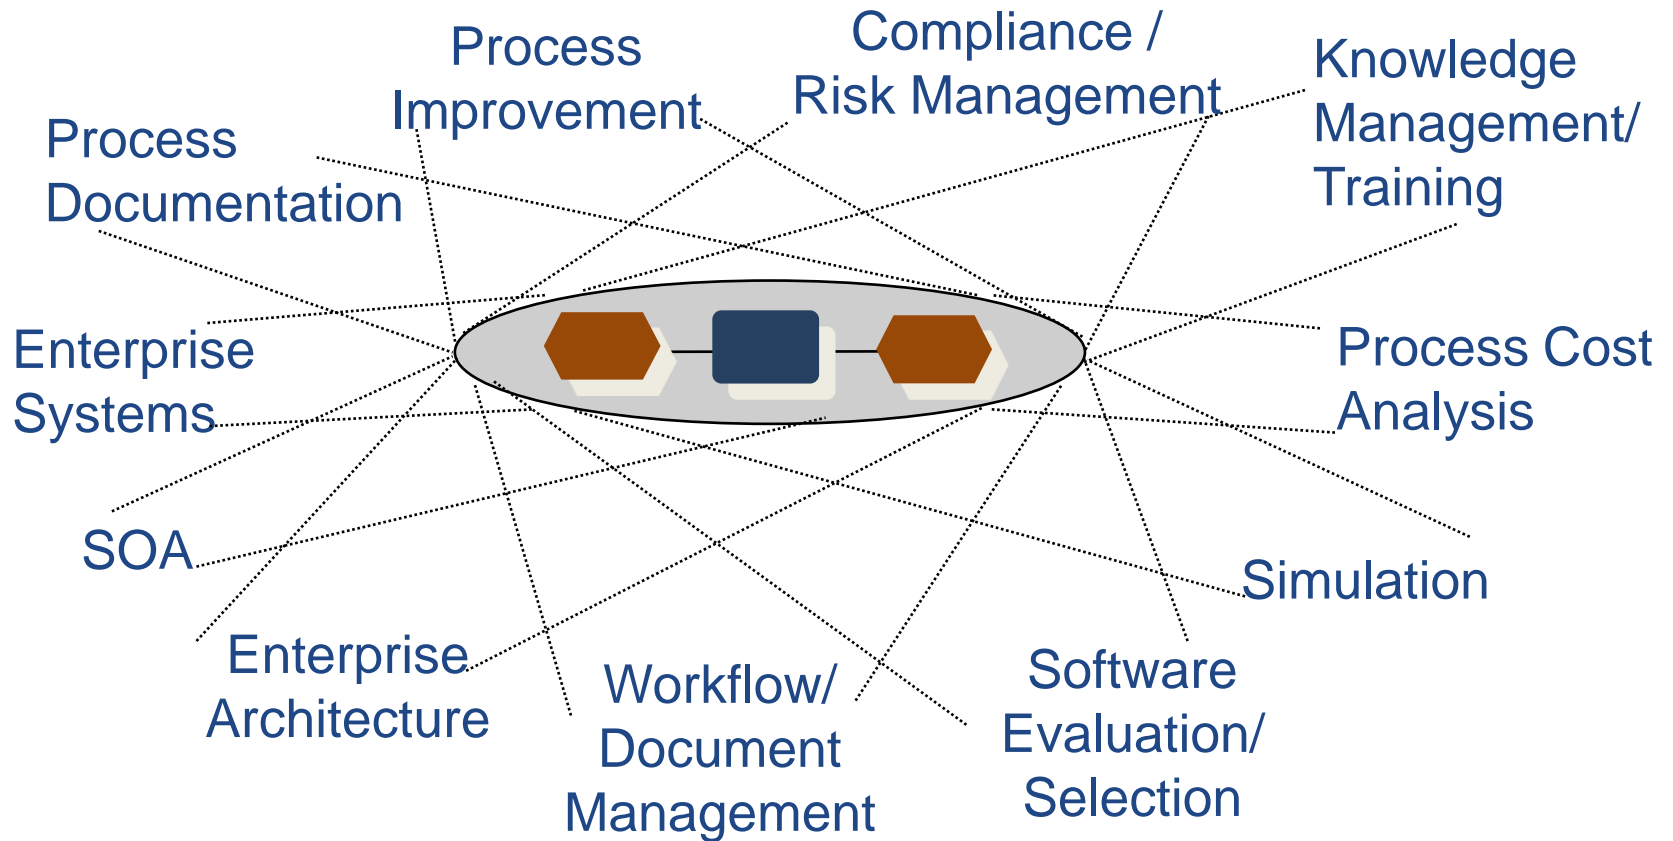 Process
Improvement
Compliance /
Risk Management
Knowledge
Management/
Training
Process
Documentation
Enterprise
Systems
Process Cost
Analysis
SOA
Simulation
Enterprise
Architecture
Workflow/
Document
Management
Software
Evaluation/
Selection